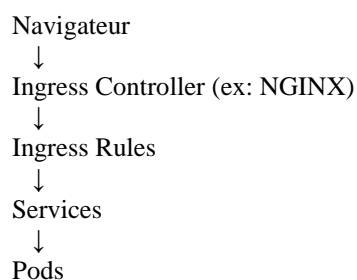 Navigateur
↓
Ingress Controller (ex: NGINX)
↓
Ingress Rules
↓
Services
↓
Pods